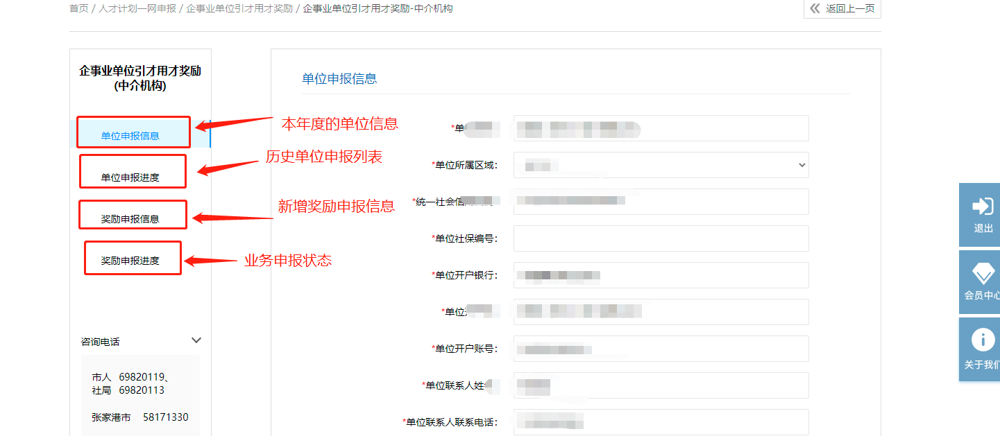 首页 / 人才计划一网申报 / 企事业单位引才用才奖励 / 企事业单位引才用才奖励-中介机构
返回上一页
企事业单位引才用才奖励
(中介机构)
单位申报信息
单位申报进度
奖励申报信息
奖励申报进度
本年度的单位信息
历史单位申报列表
新增奖励申报信息
业务申报状态
咨询电话
市人 69820119、
社局 69820113
张家港市 58171330
单位申报信息
*单
*单位所属区域：
*统一社会信
*单位社保编号：
*单位开户银行：
*单位
*单位开户账号：
*单位联系人姓
*单位联系人联系电话：
退出
会员中心
关于我们